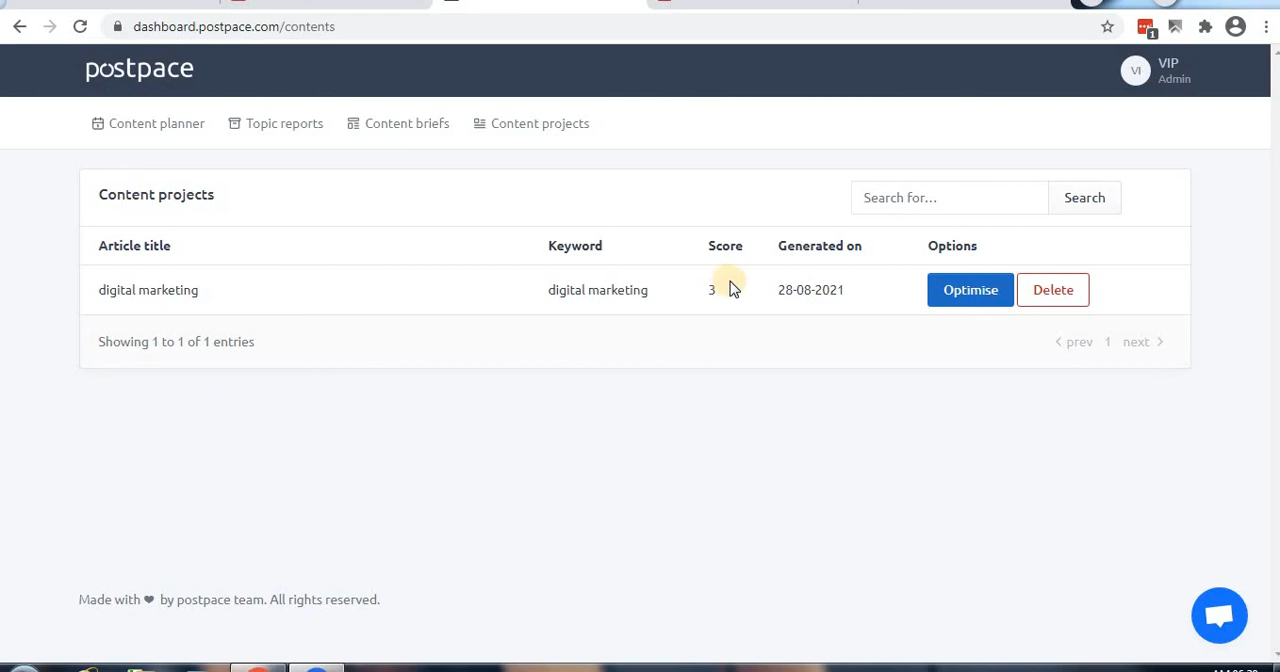 dashboard.postpace.com/contents
1
postpace
VI
VIP
Admin
Content planner
Topic reports
Content briefs
Content projects
Content projects
Search for...
Search
Article title
Keyword
Score
Generated on
Options
digital marketing
digital marketing
3
28-08-2021
Optimise
Delete
Showing 1 to 1 of 1 entries
prev
1
next
Made with ❤ by postpace team. All rights reserved.